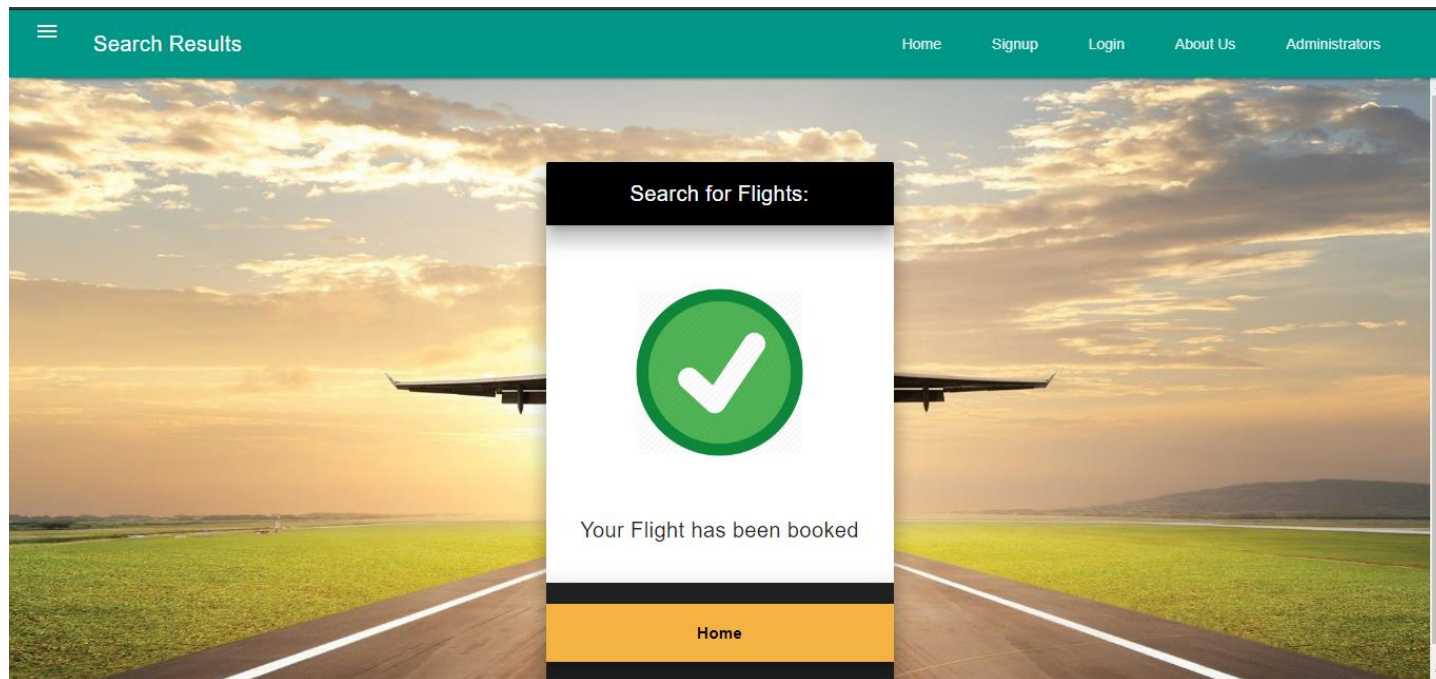 Search Results
Home Signup Login About Us Administrators
Search for Flights:
Your Flight has been booked
Home